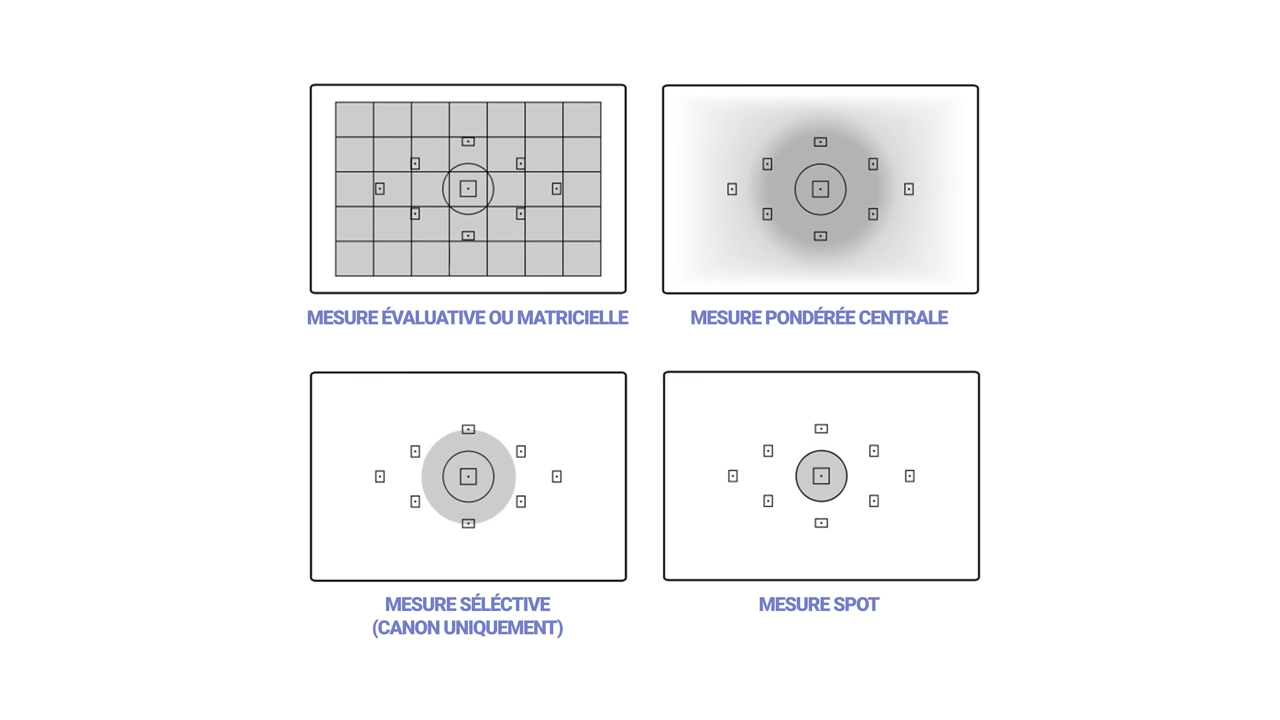 MESURE ÉVALUATIVE OU MATRICIELLE
MESURE PONDÉRÉE CENTRALE
MESURE SÉLÉCTIVE
(CANON UNIQUEMENT)
MESURE SPOT